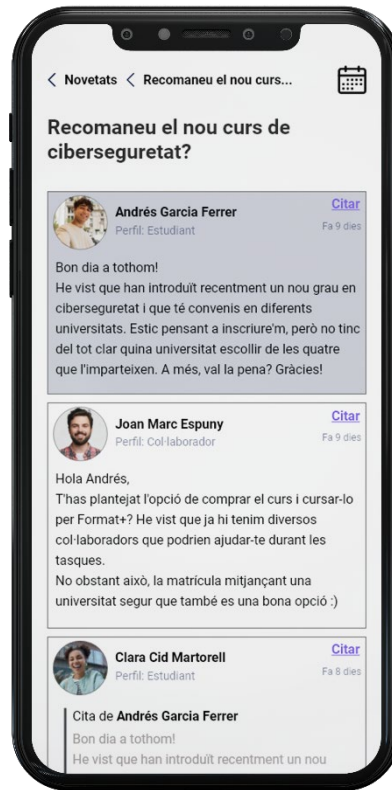 Novetats Recomaneu el nou curs...
Recomaneu el nou curs de
ciberseguretat?
Andrés Garcia Ferrer
Perfil: Estudiant
Citar
Fa 9 dies
Bon dia a tothom!
He vist que han introduït recentment un nou grau en
ciberseguretat i que té convenis en diferents
universitats. Estic pensant a inscriure'm, però no tinc
del tot clar quina universitat escollir de les quatre
que l'imparteixen. A més, val la pena? Gràcies!
Joan Marc Espuny
Perfil: Col·laborador
Citar
Fa 9 dies
Hola Andrés,
T'has plantejat l'opció de comprar el curs i cursar-lo
per Format+? He vist que ja hi tenim diversos
col·laboradors que podrien ajudar-te durant les
tasques.
No obstant això, la matrícula mitjançant una
universitat segur que també es una bona opció :)
Clara Cid Martorell
Perfil: Estudiant
Citar
Fa 8 dies
Cita de Andrés Garcia Ferrer
Bon dia a tothom!
He vist que han introduït recentment un nou